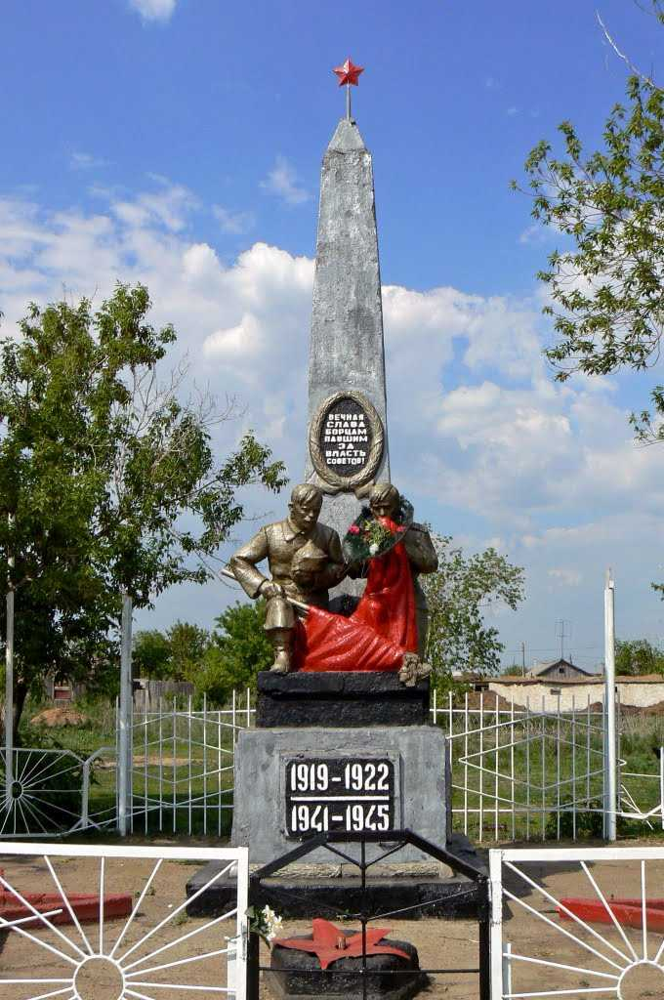 ВЕЧНАЯ
СЛАВА
БОРЦАМ
ПАВШИМ
ЗА
ВЛАСТЬ
СОВЕТОВ!
1919-1922
1941-1945